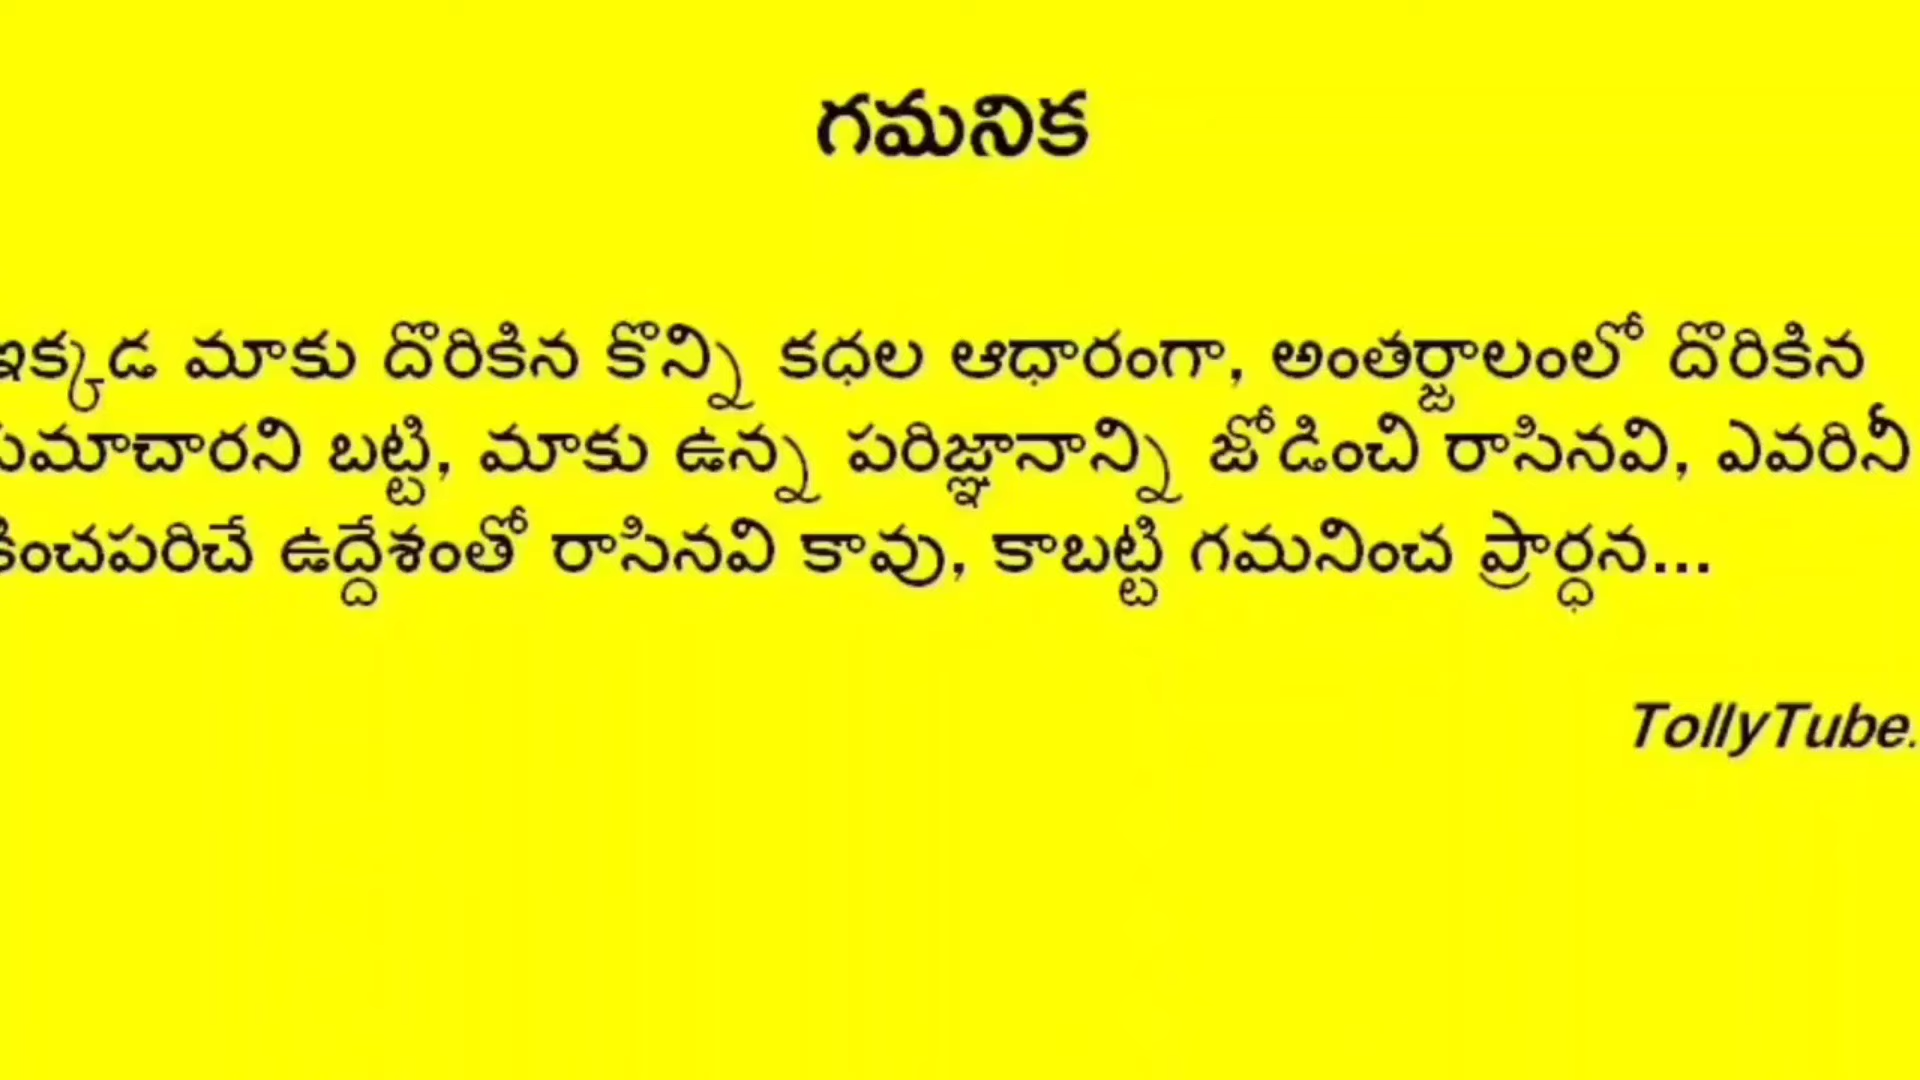 గమనిక
ఇక్కడ మాకు దొరికిన కొన్ని కధల ఆధారంగా, అంతర్జాలంలో దొరికిన
సమాచారని బట్టి, మాకు ఉన్న పరిజ్ఞానాన్ని జోడించి రాసినవి, ఎవరినీ
కించపరిచే ఉద్దేశంతో రాసినవి కావు, కాబట్టి గమనించ ప్రార్ధన...
TollyTube.